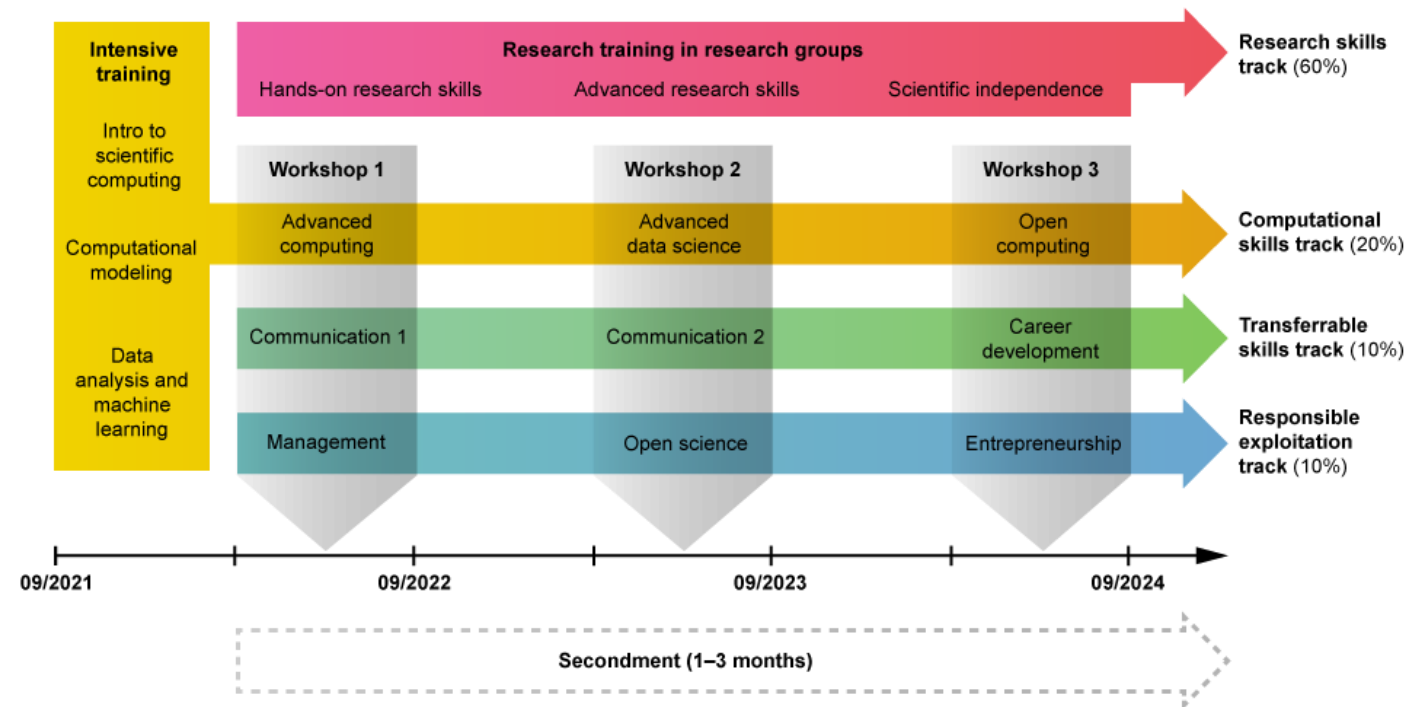 Intensive
training
Intro to
scientific
computing
Computational
modeling
Data
analysis and
machine
learning
Research training in research groups
Hands-on research skills
Advanced research skills
Scientific independence
Research skills
track (60%)
Workshop 1
Workshop 2
Workshop 3
Advanced
computing
Advanced
data science
Open
computing
Computational
skills track (20%)
Communication 1
Communication 2
Career
development
Transferrable
skills track (10%)
Management
Open science
Entrepreneurship
Responsible
exploitation
track (10%)
09/2021
09/2022
09/2023
09/2024
Secondment (1–3 months)